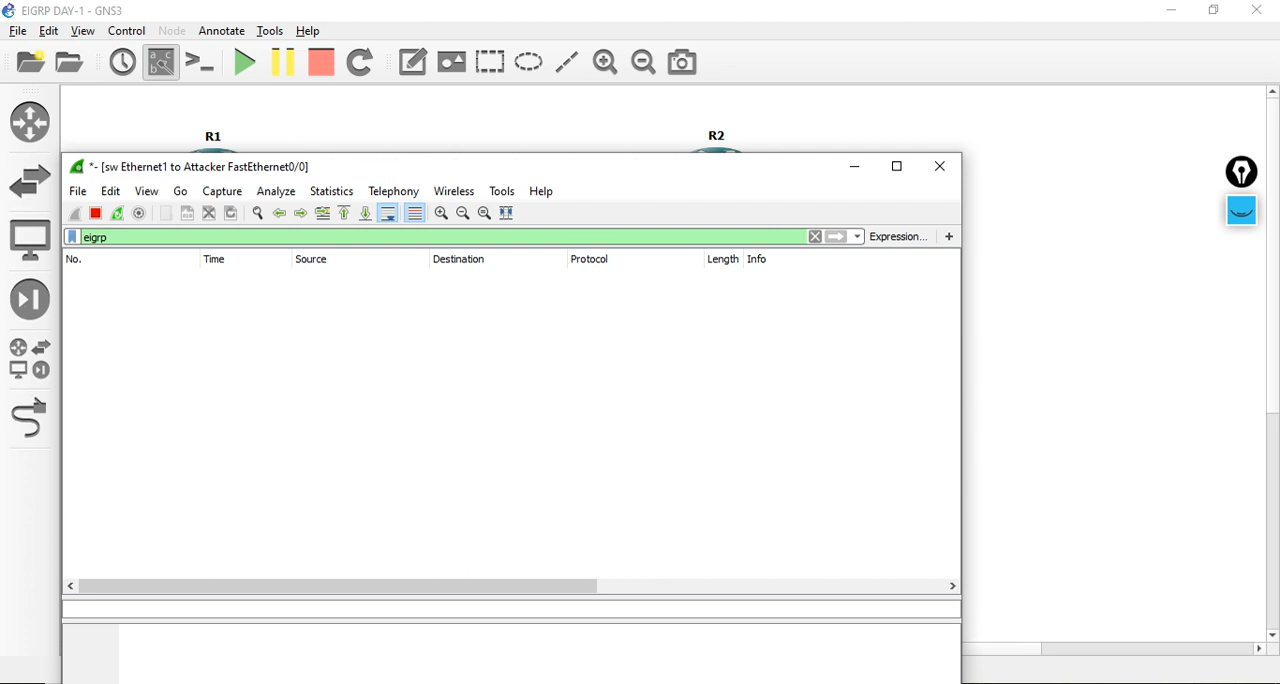 EIGRP DAY-1 - GNS3
File Edit View Control Node Annotate Tools Help
R1 R2
*- [sw Ethernet1 to Attacker FastEthernet0/0]
File Edit View Go Capture Analyze Statistics Telephony Wireless Tools Help
eigrp Expression... +
No. Time Source Destination Protocol Length Info